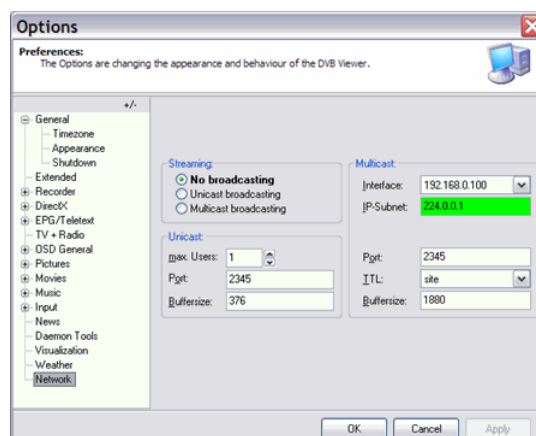 Options
Preferences:
The Options are changing the appearance and behaviour of the DVB Viewer.
+/-
General
Timezone
Appearance
Shutdown
Extended
Recorder
DirectX
EPG/Teletext
TV + Radio
OSD General
Pictures
Movies
Music
Input
News
Daemon Tools
Visualization
Weather
Network
Streaming:
No broadcasting
Unicast broadcasting
Multicast broadcasting
Unicast:
max. Users: 1
Port: 2345
Buffersize: 376
Multicast:
Interface: 192.168.0.100
IP-Subnet: 224.0.0.1
Port: 2345
TTL: site
Buffersize: 1880
OK
Cancel
Apply